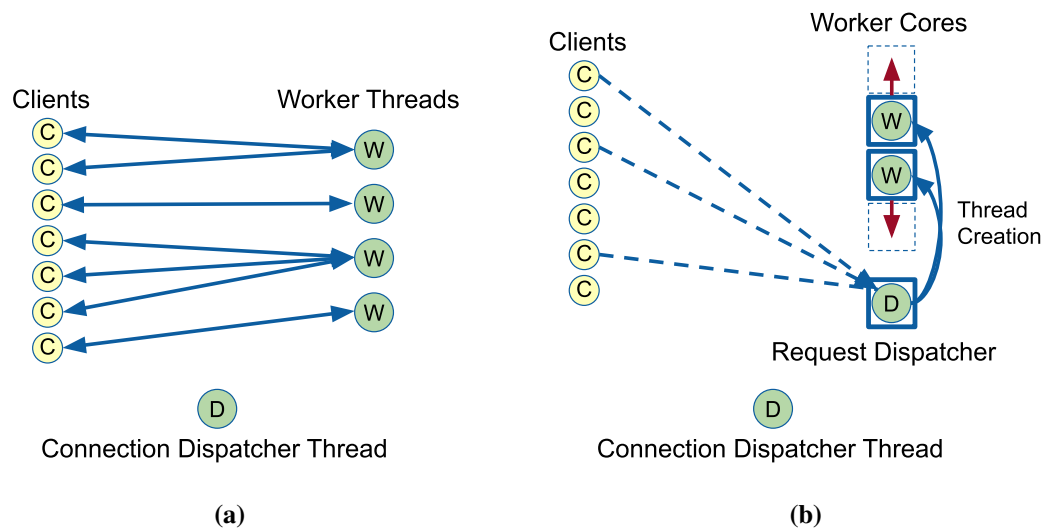 Clients
Worker Threads
C
C
C
C
C
C
C
W
W
W
W
D
Connection Dispatcher Thread
(a)
Clients
Worker Cores
C
C
C
C
C
C
C
W
W
Thread
Creation
D
Request Dispatcher
D
Connection Dispatcher Thread
(b)